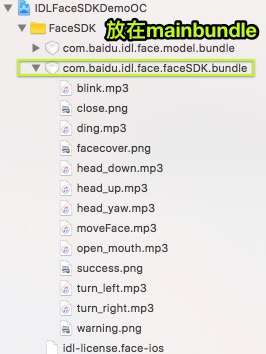 IDLFaceSDKDemoOC
FaceSDK
放在mainbundle
com.baidu.idl.face.model.bundle
com.baidu.idl.face.faceSDK.bundle
blink.mp3
close.png
ding.mp3
facecover.png
head_down.mp3
head_up.mp3
head_yaw.mp3
moveFace.mp3
open_mouth.mp3
success.png
turn_left.mp3
turn_right.mp3
warning.png
idl-license.face-ios